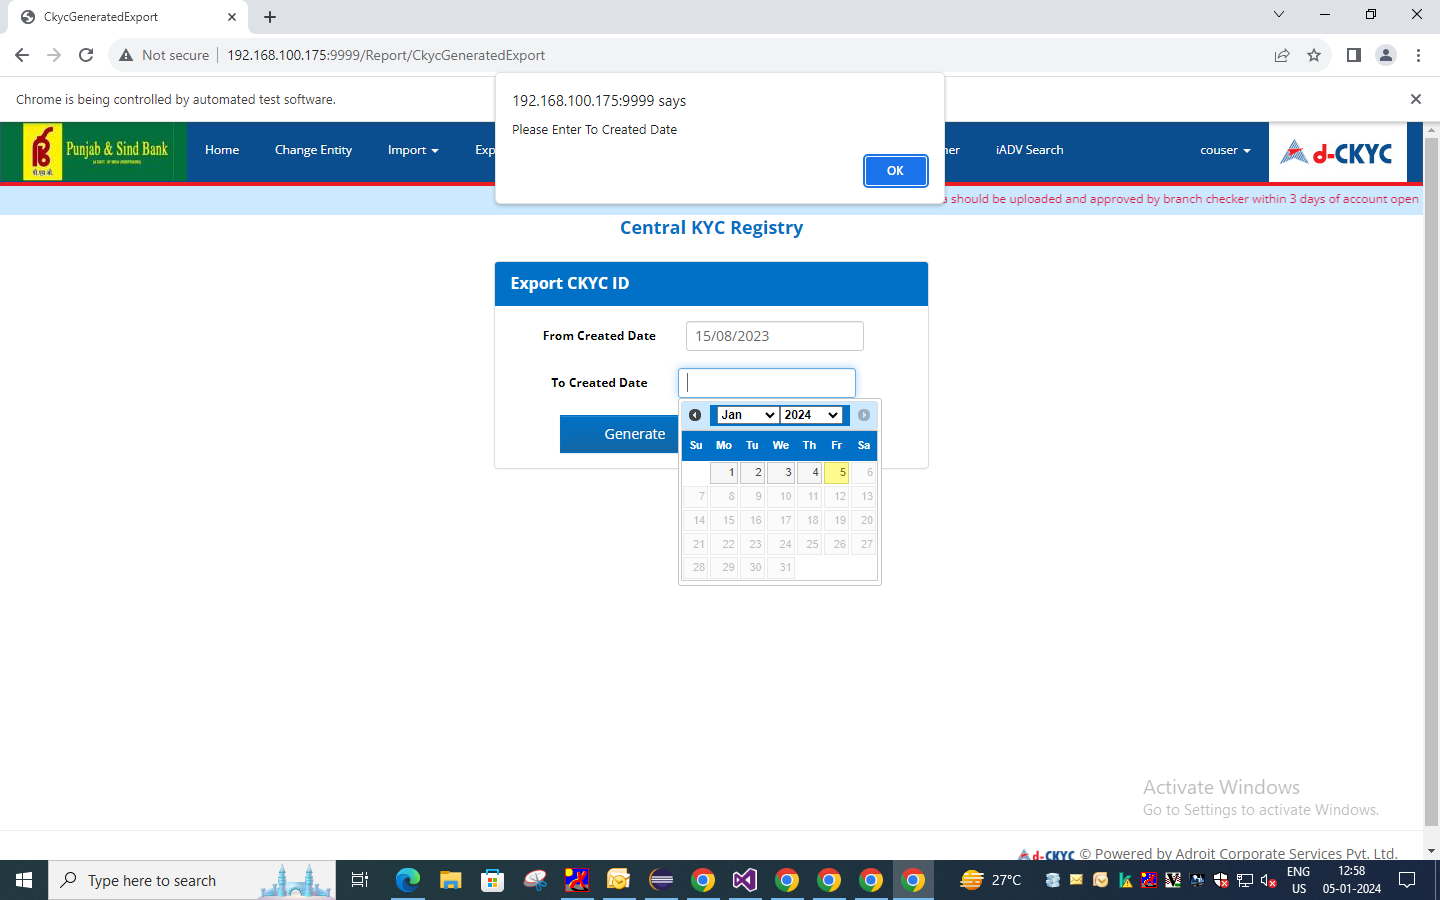 CkycGeneratedExport
Not secure
192.168.100.175:9999/Report/CkycGeneratedExport
Chrome is being controlled by automated test software.
192.168.100.175:9999 says
Please Enter To Created Date
OK
Punjab & Sind Bank
Home
Change Entity
Import
Exp
ner
iADV Search
couser
d-CKYC
should be uploaded and approved by branch checker within 3 days of account open
Central KYC Registry
Export CKYC ID
From Created Date
15/08/2023
To Created Date
Generate
Jan 2024
Su Mo Tu We Th Fr Sa
1 2 3 4 5 6
7 8 9 10 11 12 13
14 15 16 17 18 19 20
21 22 23 24 25 26 27
28 29 30 31
Activate Windows
Go to Settings to activate Windows.
d-CKYC © Powered by Adroit Corporate Services Pvt. Ltd.
Type here to search
27°C
ENG
US
12:58
05-01-2024